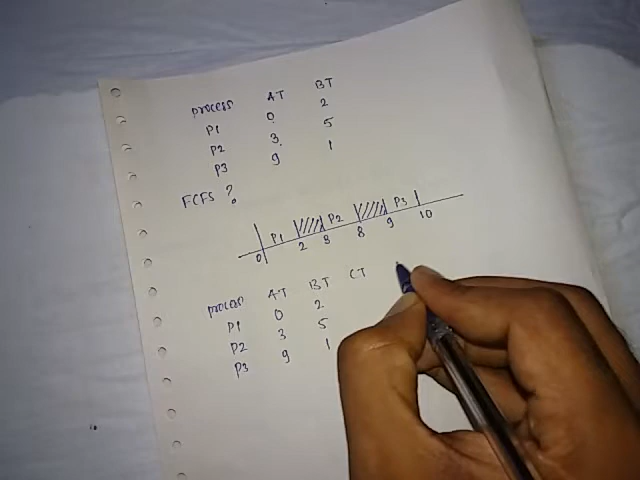 Process AT BT
P1 0 2
P2 3 5
P3 9 1
FCFS ?
P1 P2 P3
0 2 3 8 9 10
Process AT BT CT
P1 0 2
P2 3 5
P3 9 1